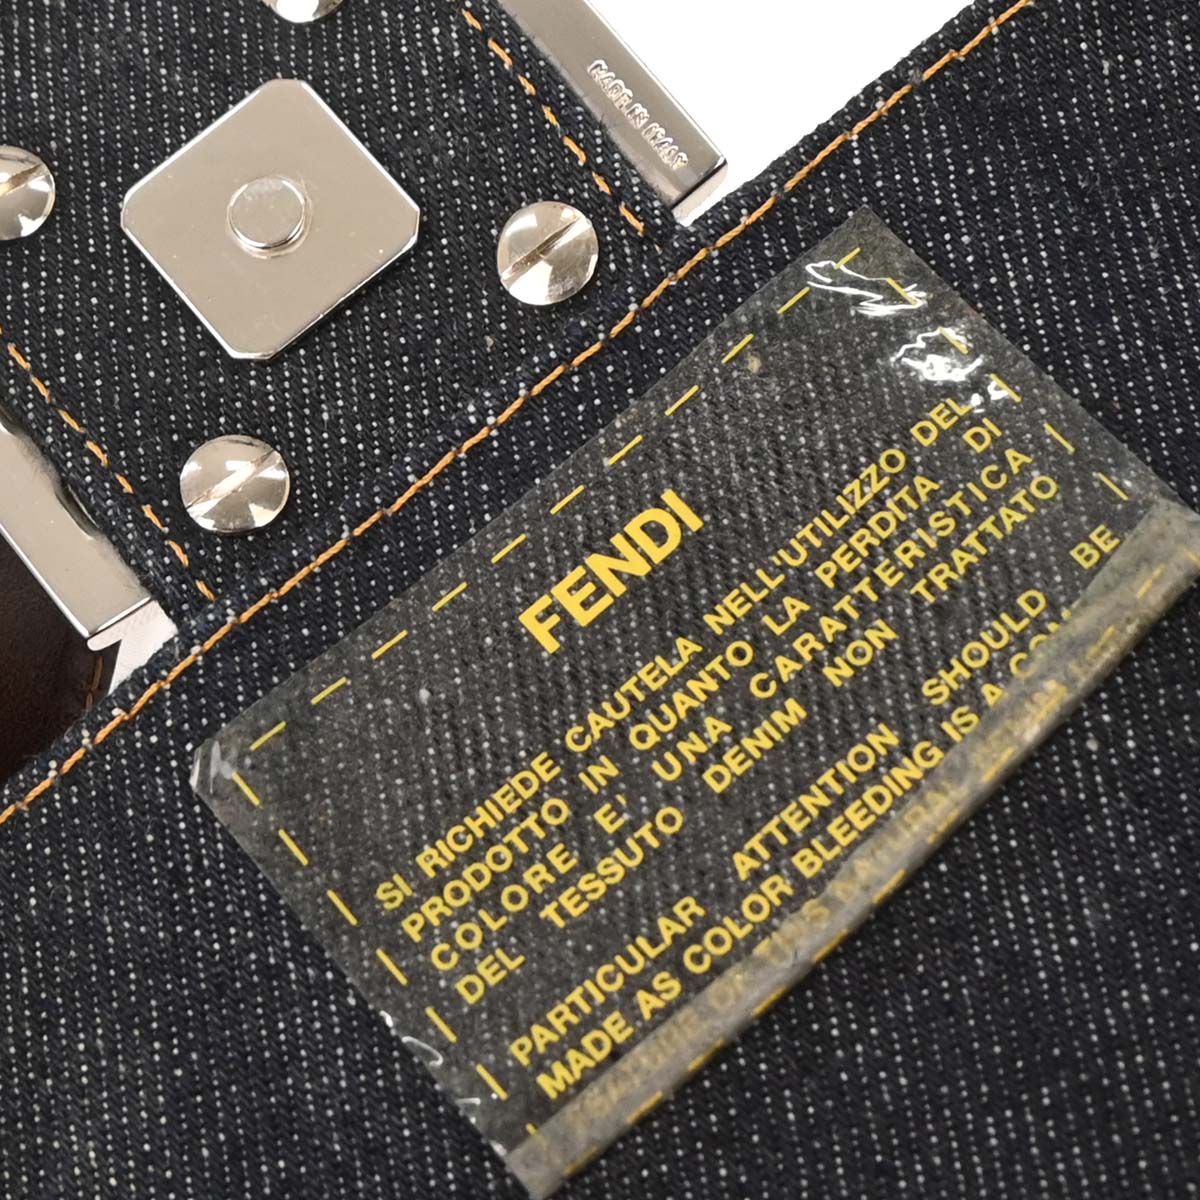 MADE IN ITALY
FENDI
SI RICHIEDE CAUTELA NELL'UTILIZZO DEL
PRODOTTO IN QUANTO LA PERDITA DI
COLORE E' UNA CARATTERISTICA
DEL TESSUTO DENIM NON TRATTATO
PARTICULAR ATTENTION SHOULD BE
MADE AS COLOR BLEEDING IS A